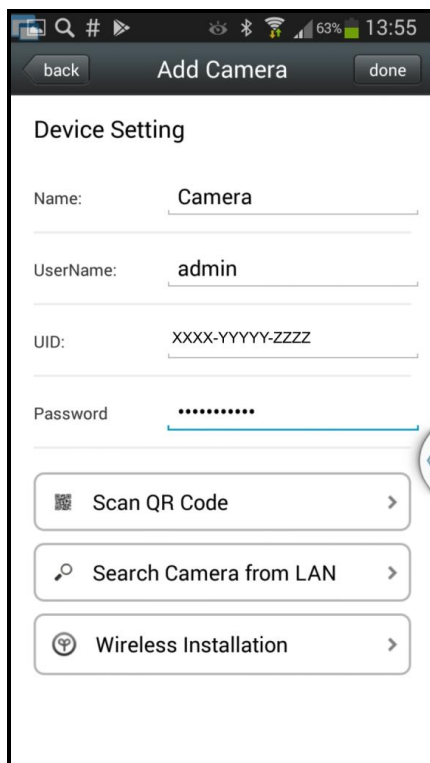 # 63% 13:55
back Add Camera done
Device Setting
Name: Camera
UserName: admin
UID: XXXX-YYYYY-ZZZZ
Password •••••••••••
Scan QR Code
Search Camera from LAN
Wireless Installation